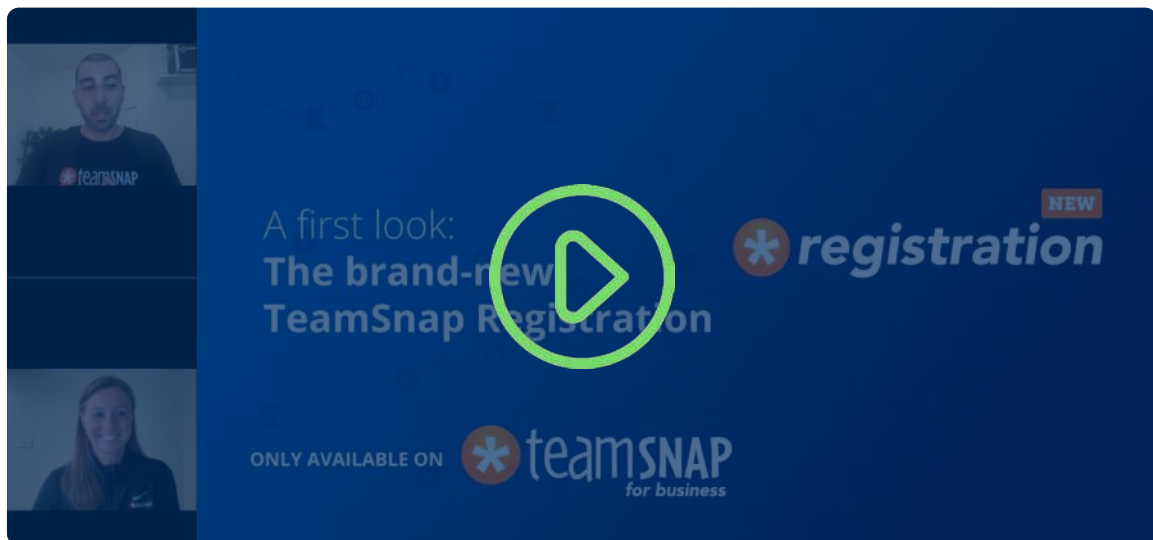 teamSNAP
A first look:
The brand-new
TeamSnap Registration
NEW
registration
ONLY AVAILABLE ON
teamSNAP
for business